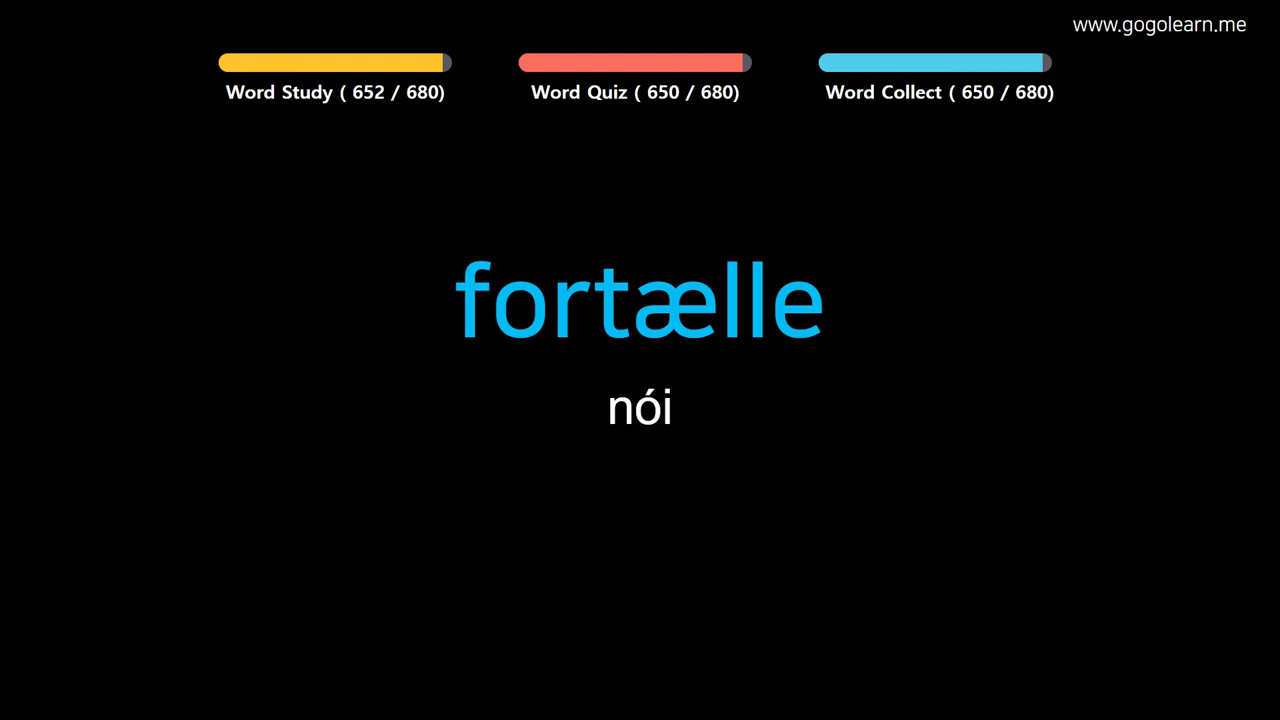 www.gogolearn.me
Word Study ( 652 / 680)
Word Quiz ( 650 / 680)
Word Collect ( 650 / 680)
fortælle
nói